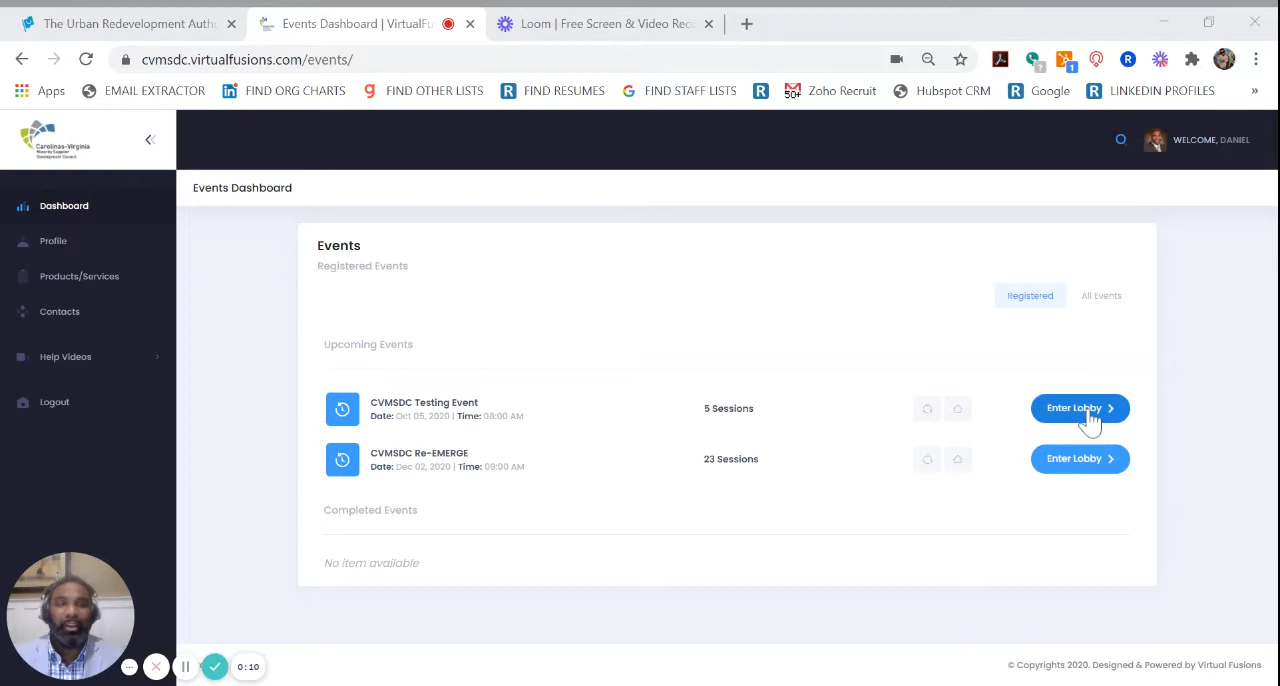 The Urban Redevelopment Autho
Events Dashboard | VirtualFu
Loom | Free Screen & Video Rec
cvmsdc.virtualfusions.com/events/
?
1
R
Apps
EMAIL EXTRACTOR
FIND ORG CHARTS
FIND OTHER LISTS
R FIND RESUMES
FIND STAFF LISTS
R
50+ Zoho Recruit
Hubspot CRM
R Google
R LINKEDIN PROFILES
»
Carolinas-Virginia
Minority Supplier
Development Council
WELCOME, DANIEL
Events Dashboard
Dashboard
Profile
Products/Services
Contacts
Help Videos
Logout
Events
Registered Events
Registered
All Events
Upcoming Events
CVMSDC Testing Event
Date: Oct 05, 2020 | Time: 08:00 AM
5 Sessions
Enter Lobby
CVMSDC Re-EMERGE
Date: Dec 02, 2020 | Time: 09:00 AM
23 Sessions
Enter Lobby
Completed Events
No item available
0:10
© Copyrights 2020. Designed & Powered by Virtual Fusions